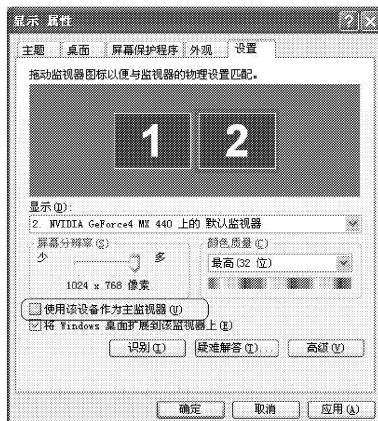 显示 属性
主题 桌面 屏幕保护程序 外观 设置
拖动监视器图标以便与监视器的物理设置匹配。
1 2
显示(D):
2. NVIDIA GeForce4 MX 440 上的 默认监视器
屏幕分辨率(S) 颜色质量(C)
少 多 最高(32 位)
1024 x 768 像素
使用该设备作为主监视器(U)
将 Windows 桌面扩展到该监视器上(E)
识别(I) 疑难解答(T)... 高级(V)
确定 取消 应用(A)